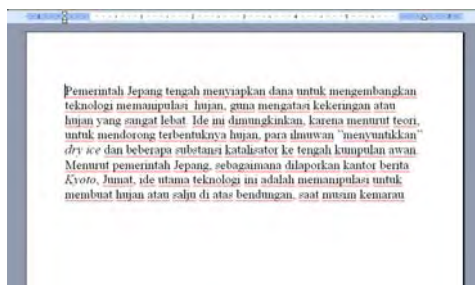 Pemerintah Jepang tengah menyiapkan dana untuk mengembangkan
teknologi memanipulasi hujan, guna mengatasi kekeringan atau
hujan yang sangat lebat. Ide ini dimungkinkan, karena menurut teori,
untuk mendorong terbentuknya hujan, para ilmuwan "menyuntikkan"
dry ice dan beberapa substansi katalisator ke tengah kumpulan awan.
Menurut pemerintah Jepang, sebagaimana dilaporkan kantor berita
Kyoto, Jumat, ide utama teknologi ini adalah memanipulasi untuk
membuat hujan atau salju di atas bendungan, saat musim kemarau